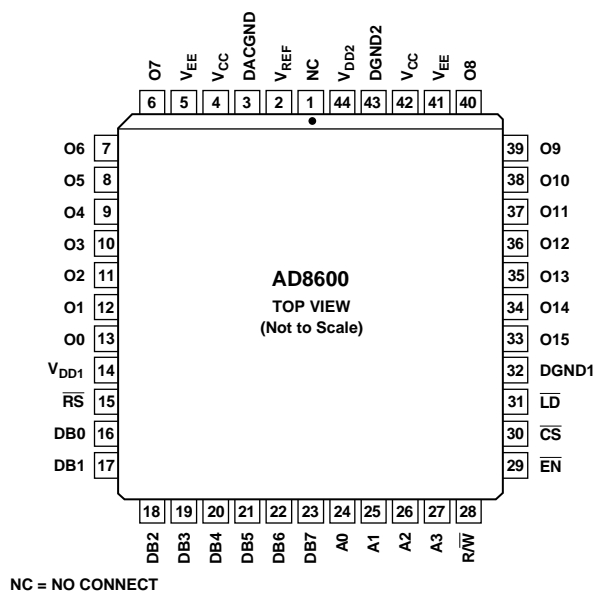 O7 VEE VCC DACGND VREF NC VDD2 DGND2 VCC VEE O8
6 5 4 3 2 1 44 43 42 41 40
O6 7 39 O9
O5 8 38 O10
O4 9 37 O11
O3 10 36 O12
O2 11 35 O13
O1 12 34 O14
O0 13 33 O15
VDD1 14 32 DGND1
R̅S̅ 15 31 L̅D̅
DB0 16 30 C̅S̅
DB1 17 29 E̅N̅
AD8600
TOP VIEW
(Not to Scale)
18 19 20 21 22 23 24 25 26 27 28
DB2 DB3 DB4 DB5 DB6 DB7 A0 A1 A2 A3 R/W̅
NC = NO CONNECT